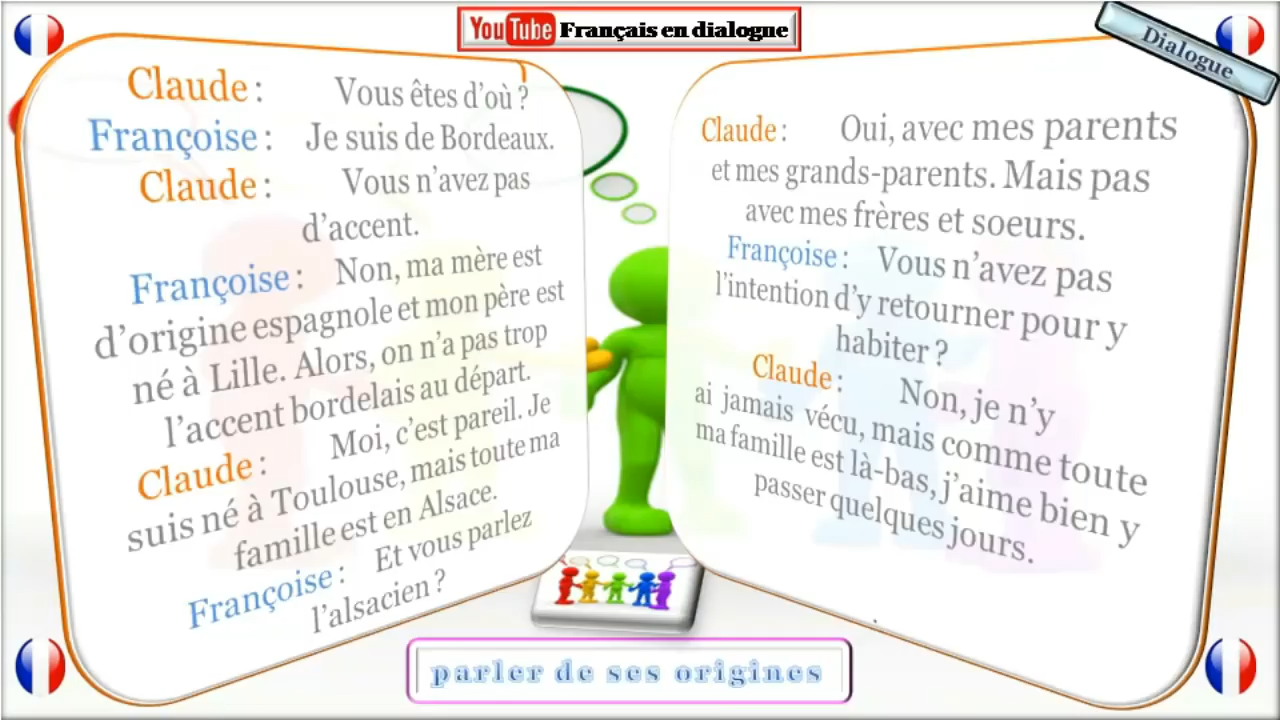 YouTube Français en dialogue
Dialogue
Claude : Vous êtes d’où ?
Françoise : Je suis de Bordeaux.
Claude : Vous n’avez pas
d’accent.
Françoise : Non, ma mère est
d’origine espagnole et mon père est
né à Lille. Alors, on n’a pas trop
l’accent bordelais au départ.
Claude : Moi, c’est pareil. Je
suis né à Toulouse, mais toute ma
famille est en Alsace.
Françoise : Et vous parlez
l’alsacien ?
Claude : Oui, avec mes parents
et mes grands-parents. Mais pas
avec mes frères et soeurs.
Françoise : Vous n’avez pas
l’intention d’y retourner pour y
habiter ?
Claude : Non, je n’y
ai jamais vécu, mais comme toute
ma famille est là-bas, j’aime bien y
passer quelques jours.
.
parler de ses origines